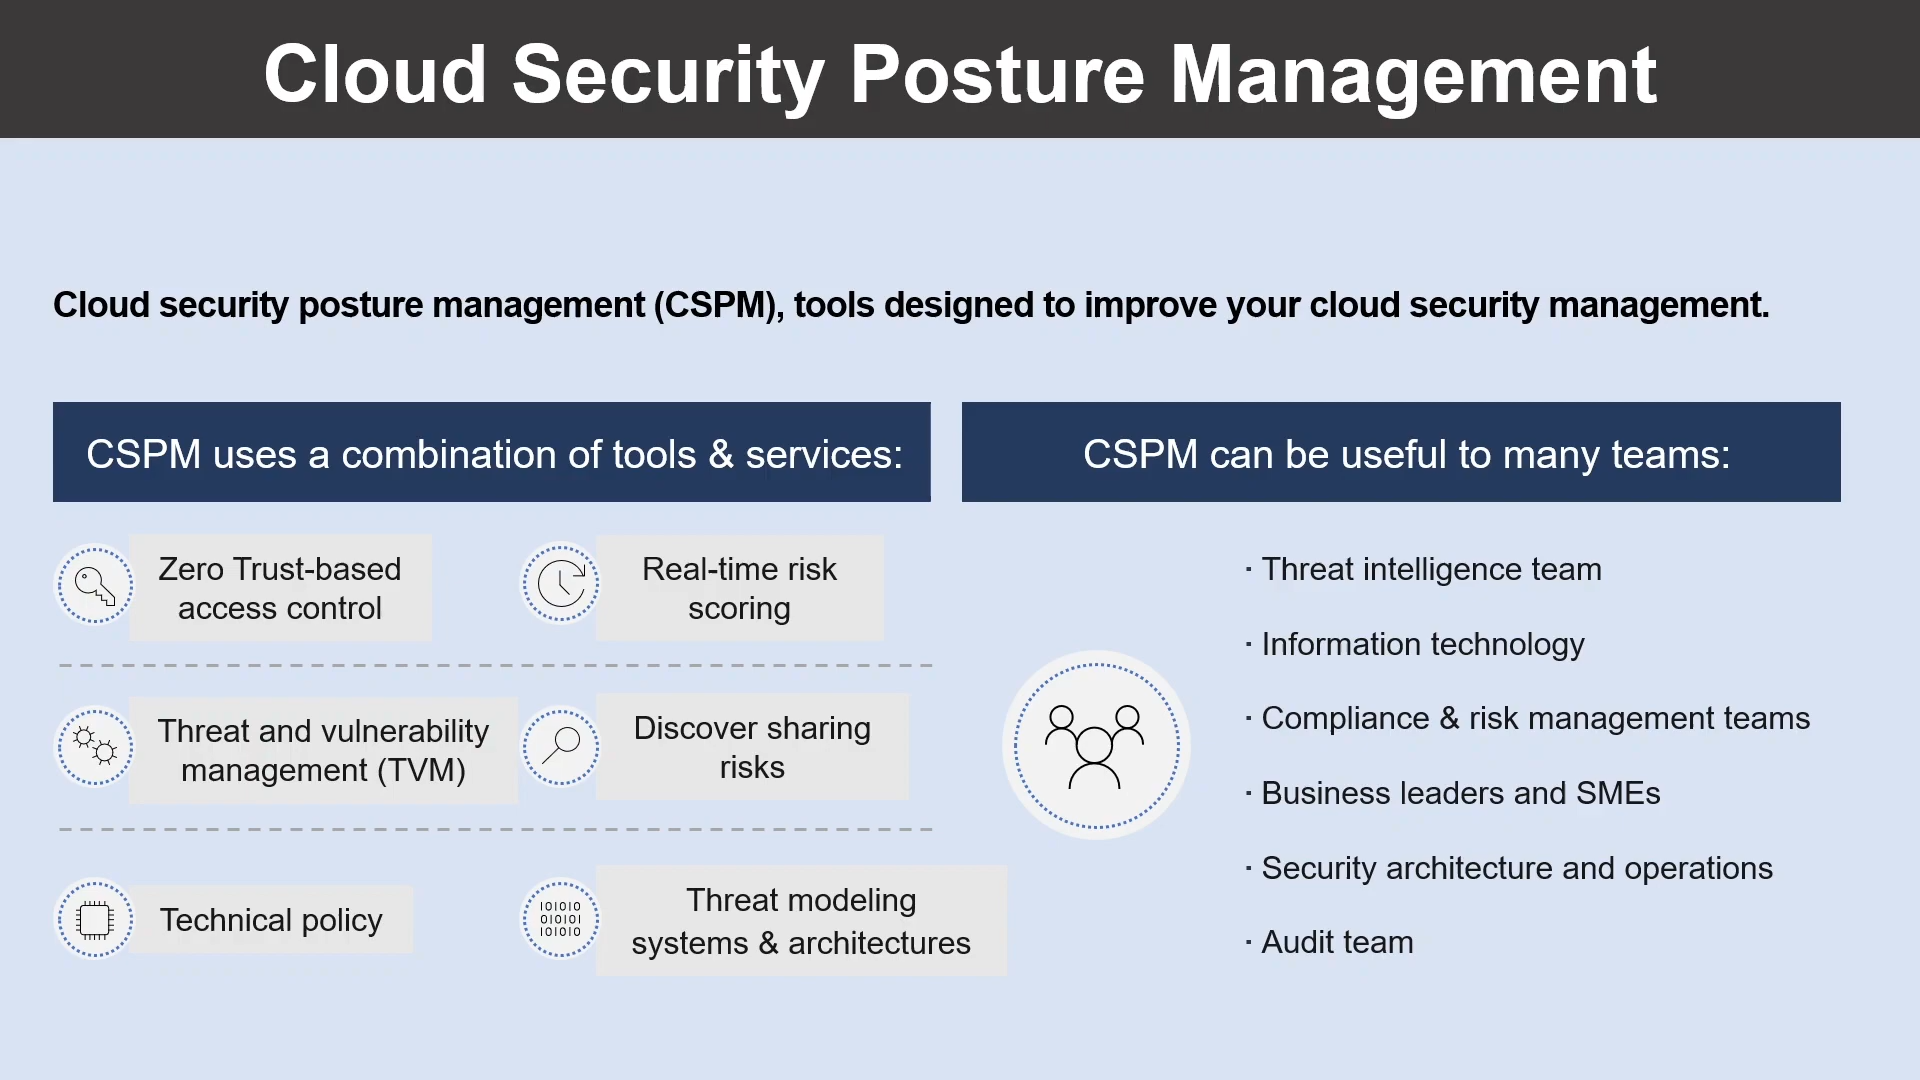 Cloud Security Posture Management
Cloud security posture management (CSPM), tools designed to improve your cloud security management.
CSPM uses a combination of tools & services:
Zero Trust-based
access control
Real-time risk
scoring
Threat and vulnerability
management (TVM)
Discover sharing
risks
Technical policy
IOIOIO
OIOIOI
IOIOIO
Threat modeling
systems & architectures
CSPM can be useful to many teams:
· Threat intelligence team
· Information technology
· Compliance & risk management teams
· Business leaders and SMEs
· Security architecture and operations
· Audit team